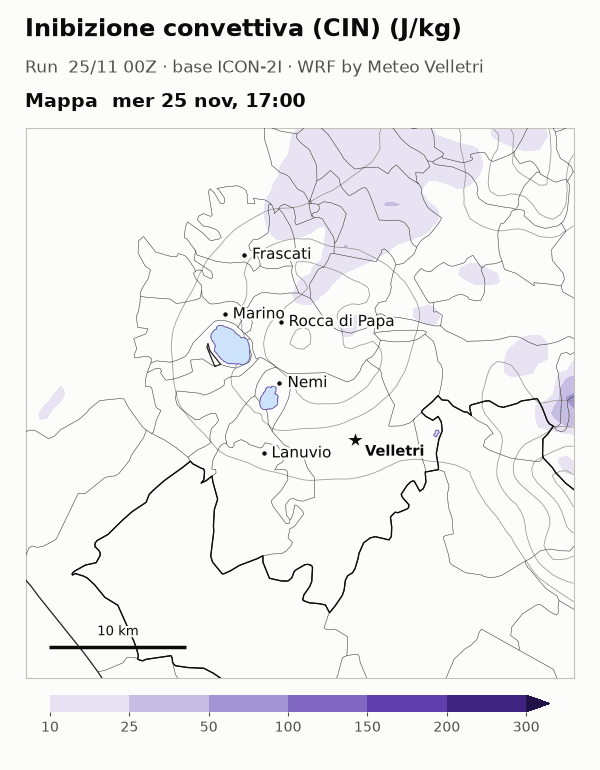 Inibizione convettiva (CIN) (J/kg)
Run  25/11 00Z · base ICON-2I · WRF by Meteo Velletri
Mappa  mer 25 nov, 17:00
Frascati
Marino
Rocca di Papa
Nemi
Velletri
Lanuvio
10 km
10 25 50 100 150 200 300